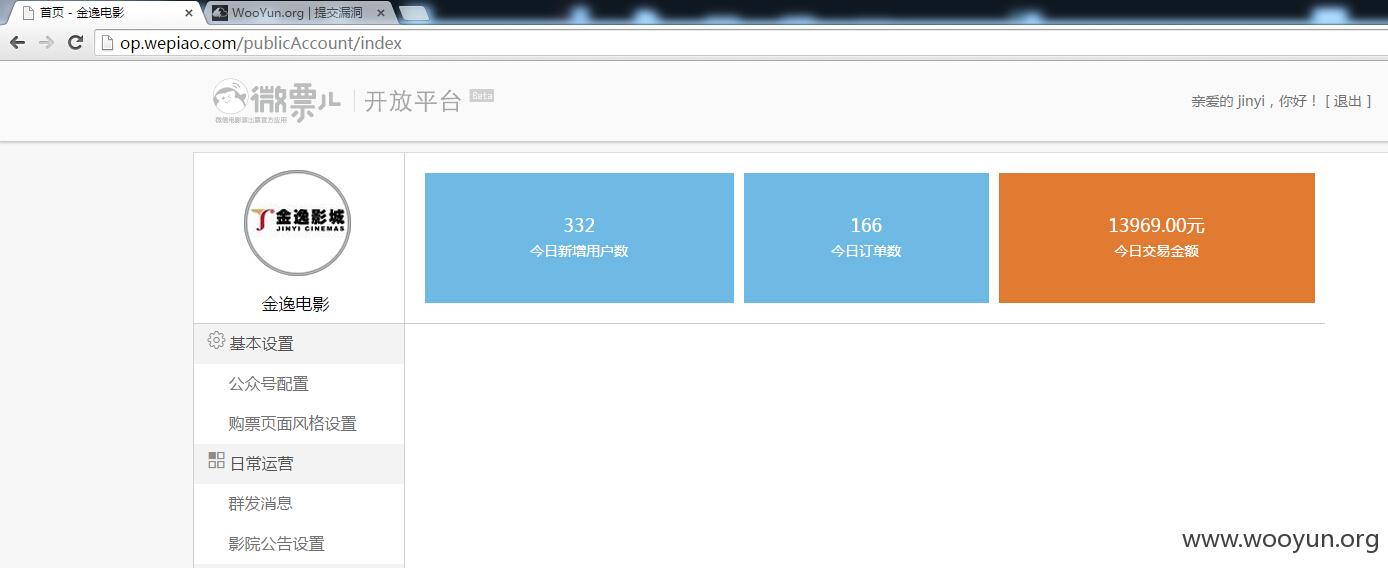 首页 - 金逸电影
WooYun.org | 提交漏洞
op.wepiao.com/publicAccount/index
微票儿
微信电影演出票官方应用
开放平台 Beta
亲爱的 jinyi，你好！ [ 退出 ]
金逸影城
JINYI CINEMAS
金逸电影
332
今日新增用户数
166
今日订单数
13969.00元
今日交易金额
基本设置
公众号配置
购票页面风格设置
日常运营
群发消息
影院公告设置
www.wooyun.org